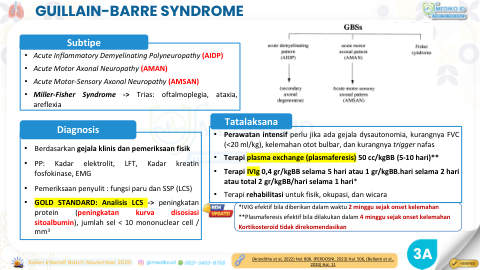 GUILLAIN-BARRE SYNDROME
Subtipe
• Acute Inflammatory Demyelinating Polyneuropathy (AIDP)
• Acute Motor Axonal Neuropathy (AMAN)
• Acute Motor-Sensory Axonal Neuropathy (AMSAN)
• Miller-Fisher Syndrome -> Trias: oftalmoplegia, ataxia,
areflexia
GBSs
acute demyelinating
pattern
(AIDP)
acute motor
axonal pattern
(AMAN)
Fisher
syndrome
(secondary
axonal
degeneration)
Acute motor-sensory
axonal pattern
(AMSAN)
Diagnosis
• Berdasarkan gejala klinis dan pemeriksaan fisik
• PP: Kadar elektrolit, LFT, Kadar kreatin
fosfokinase, EMG
• Pemeriksaan penyulit : fungsi paru dan SSP (LCS)
• GOLD STANDARD: Analisis LCS -> peningkatan
protein (peningkatan kurva disosiasi
sitoalbumin), jumlah sel < 10 mononuclear cell /
mm³
Tatalaksana
• Perawatan intensif perlu jika ada gejala dysautonomia, kurangnya FVC
(<20 ml/kg), kelemahan otot bulbar, dan kurangnya trigger nafas
• Terapi plasma exchange (plasmaferesis) 50 cc/kgBB (5-10 hari)**
• Terapi IVIg 0,4 gr/kgBB selama 5 hari atau 1 gr/kgBB.hari selama 2 hari
atau total 2 gr/kgBB/hari selama 1 hari*
• Terapi rehabilitasi untuk fisik, okupasi, dan wicara
NEW UPDATE!
*IVIG efektif bila diberikan dalam waktu 2 minggu sejak onset kelemahan
**Plasmaferesis efektif bila dilakukan dalam 4 minggu sejak onset kelemahan
Kortikosteroid tidak direkomendasikan
3A